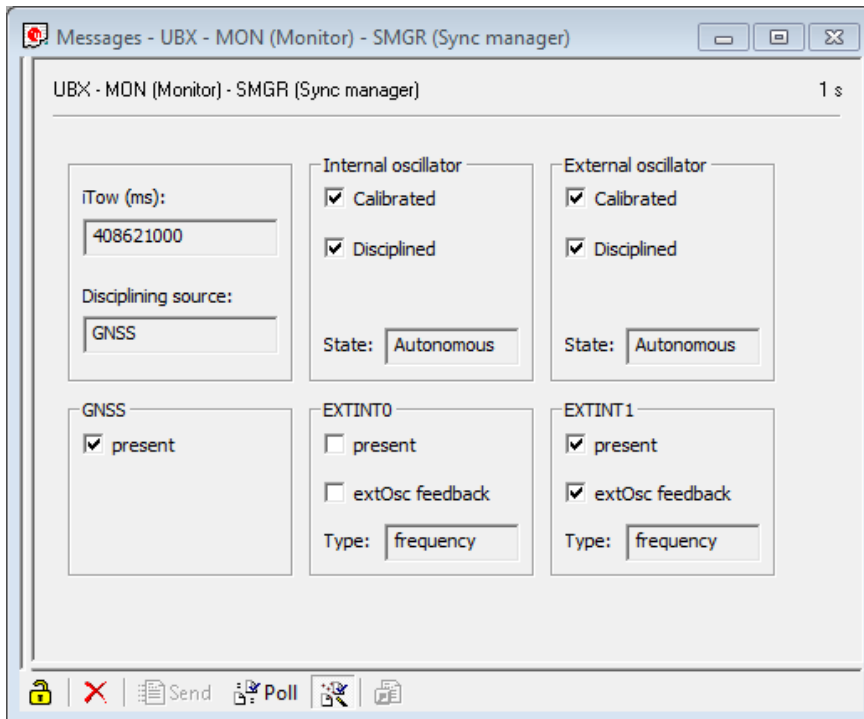 Messages - UBX - MON (Monitor) - SMGR (Sync manager)
UBX - MON (Monitor) - SMGR (Sync manager)
1 s
iTow (ms):
408621000
Disciplining source:
GNSS
Internal oscillator
Calibrated
Disciplined
State: Autonomous
External oscillator
Calibrated
Disciplined
State: Autonomous
GNSS
present
EXTINT0
present
extOsc feedback
Type: frequency
EXTINT1
present
extOsc feedback
Type: frequency
Send Poll